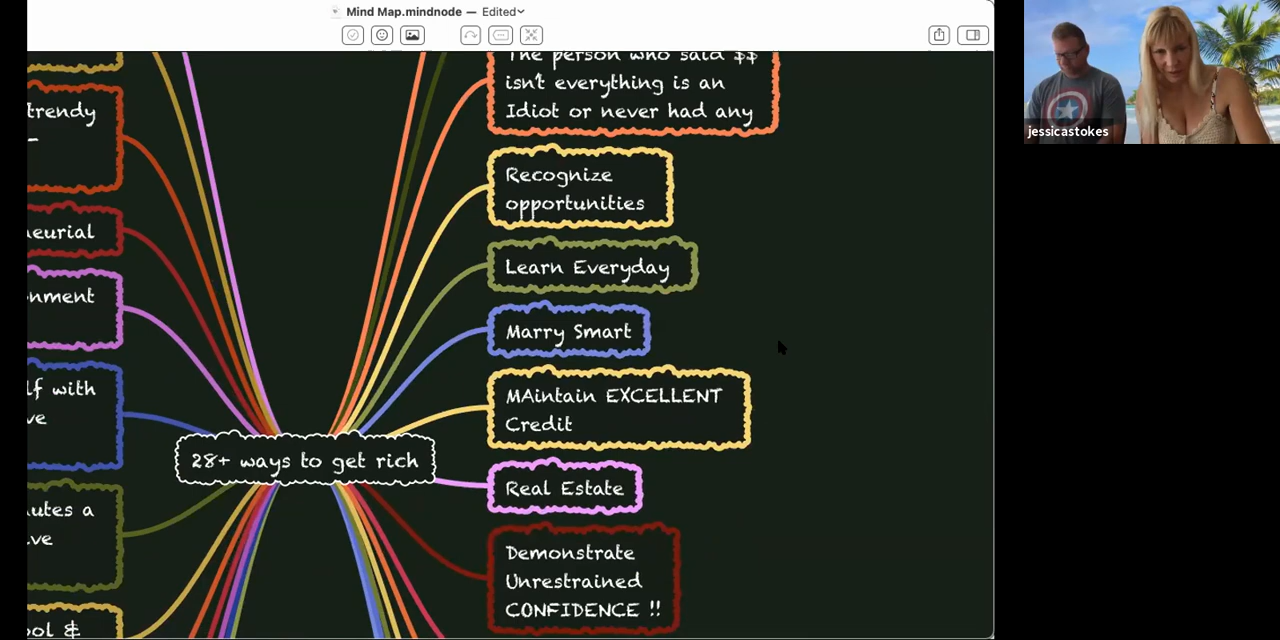 Mind Map.mindnode — Edited
jessicastokes
The person who said $$
isn't everything is an
Idiot or never had any
trendy
Recognize
opportunities
neurial
Learn Everyday
nment
Marry Smart
lf with
ve
MAintain EXCELLENT
Credit
28+ ways to get rich
Real Estate
utes a
ve
Demonstrate
Unrestrained
CONFIDENCE !!
ool &